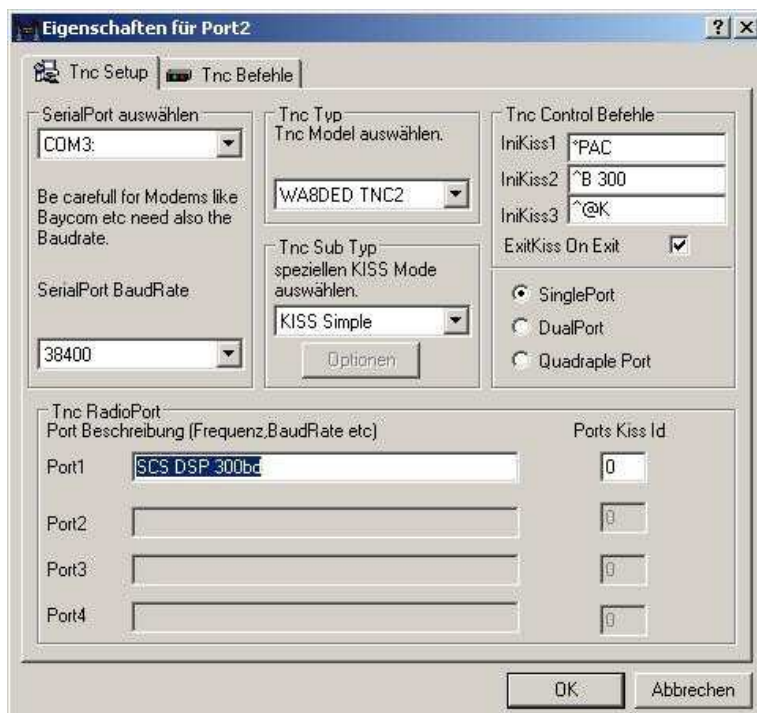 Eigenschaften für Port2
Tnc Setup
Tnc Befehle
SerialPort auswählen
COM3:
Be carefull for Modems like
Baycom etc need also the
Baudrate.
SerialPort BaudRate
38400
Tnc Typ
Tnc Model auswählen.
WA8DED TNC2
Tnc Sub Typ
speziellen KISS Mode
auswählen.
KISS Simple
Optionen
Tnc Control Befehle
IniKiss1 ^PAC
IniKiss2 ^B 300
IniKiss3 ^@K
ExitKiss On Exit
SinglePort
DualPort
Quadraple Port
Tnc RadioPort
Port Beschreibung (Frequenz,BaudRate etc)
Ports Kiss Id
Port1 SCS DSP 300bd 0
Port2 0
Port3 0
Port4 0
OK
Abbrechen